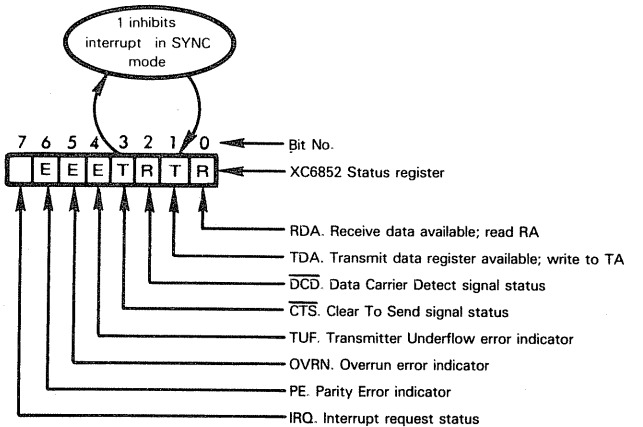 1 inhibits
interrupt in SYNC
mode
7 6 5 4 3 2 1 0
Bit No.
E E E T R T R
XC6852 Status register
RDA. Receive data available; read RA
TDA. Transmit data register available; write to TA
D̅C̅D̅. Data Carrier Detect signal status
C̅T̅S̅. Clear To Send signal status
TUF. Transmitter Underflow error indicator
OVRN. Overrun error indicator
PE. Parity Error indicator
IRQ. Interrupt request status